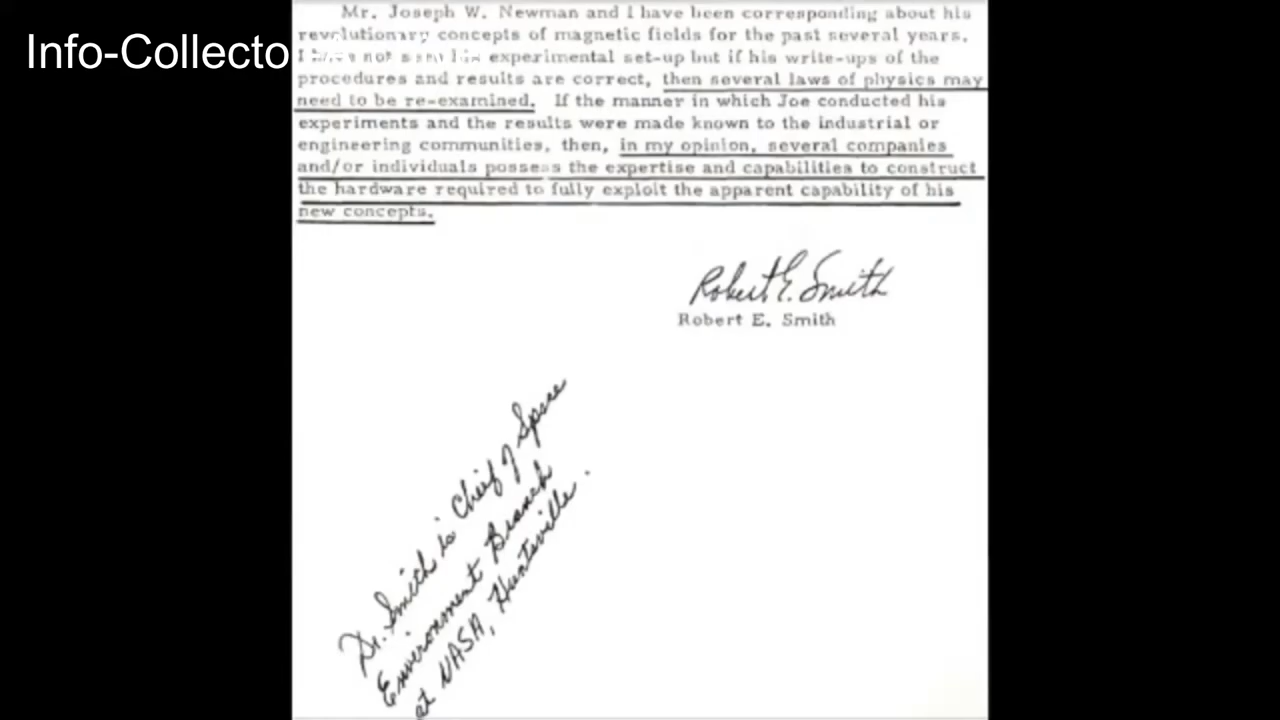 Info-Collecto
Mr. Joseph W. Newman and I have been corresponding about his
revolutionary concepts of magnetic fields for the past several years.
I have not seen his experimental set-up but if his write-ups of the
procedures and results are correct, then several laws of physics may
need to be re-examined. If the manner in which Joe conducted his
experiments and the results were made known to the industrial or
engineering communities, then, in my opinion, several companies
and/or individuals possess the expertise and capabilities to construct
the hardware required to fully exploit the apparent capability of his
new concepts.
Robert E. Smith
Robert E. Smith
Dr. Smith is Chief of Space
Environment Branch
at NASA, Huntsville.